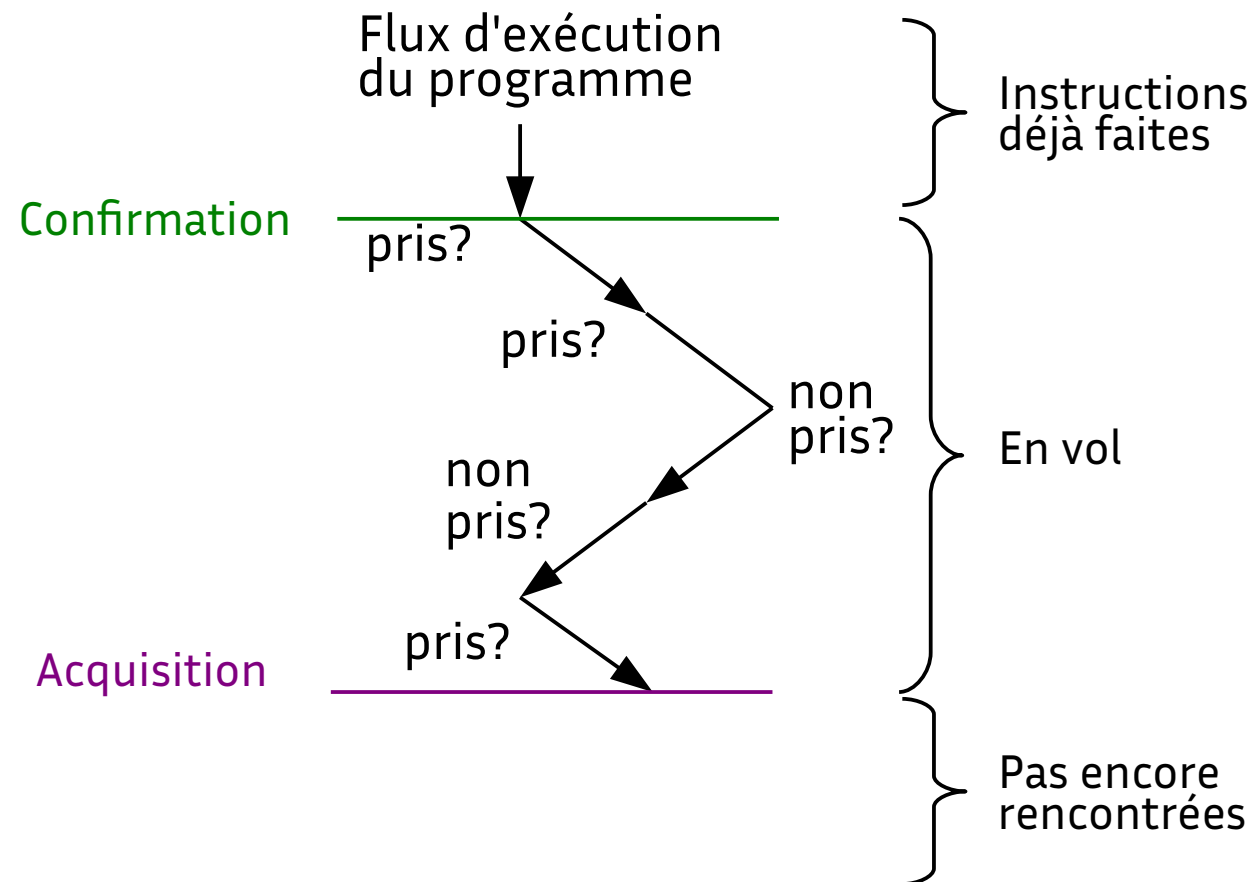 Flux d'exécution
du programme
Instructions
déjà faites
Confirmation
pris?
pris?
non
pris?
En vol
non
pris?
pris?
Acquisition
Pas encore
rencontrées